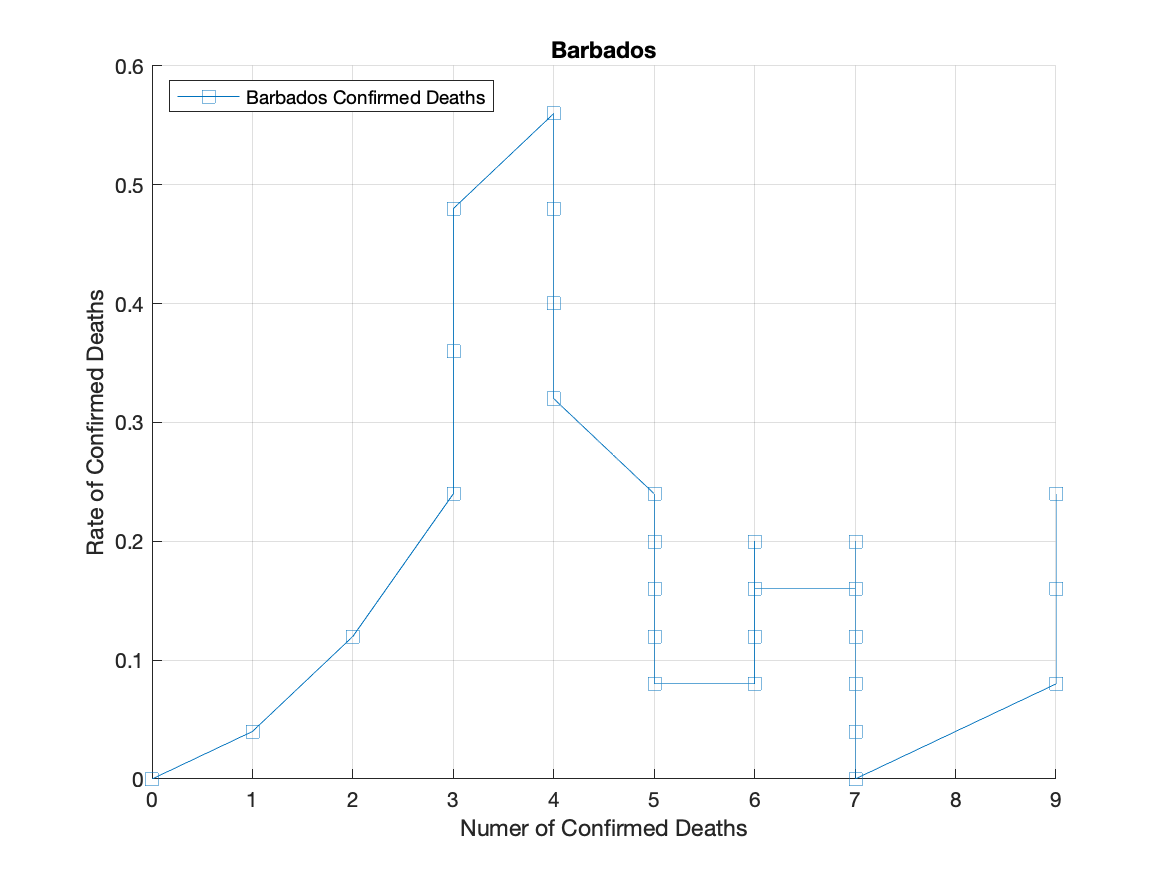 Barbados
Barbados Confirmed Deaths
0.6
0.5
0.4
0.3
0.2
0.1
0
Rate of Confirmed Deaths
0 1 2 3 4 5 6 7 8 9
Numer of Confirmed Deaths